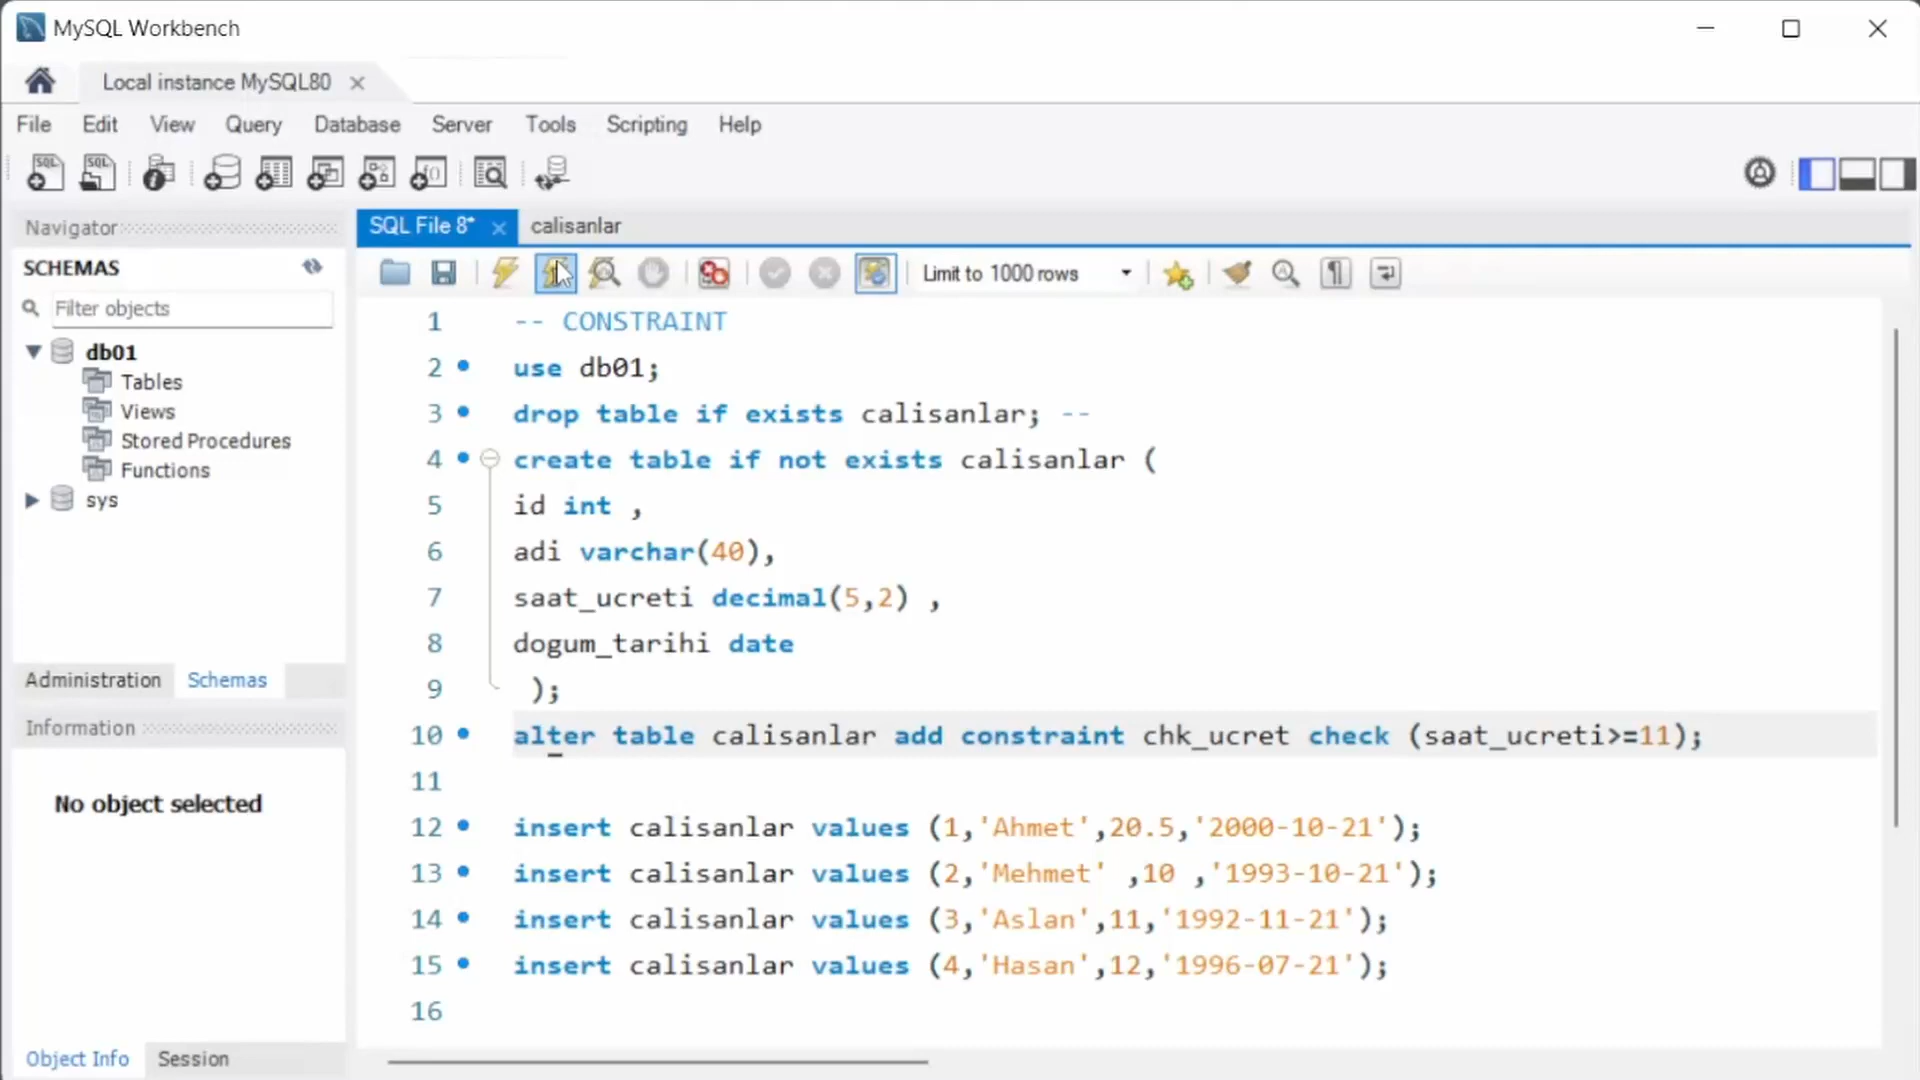 MySQL Workbench
Local instance MySQL80
File Edit View Query Database Server Tools Scripting Help
Navigator
SCHEMAS
Filter objects
db01
Tables
Views
Stored Procedures
Functions
sys
Administration Schemas
Information
No object selected
Object Info Session
SQL File 8* calisanlar
Limit to 1000 rows
1 -- CONSTRAINT
2 use db01;
3 drop table if exists calisanlar; --
4 create table if not exists calisanlar (
5 id int ,
6 adi varchar(40),
7 saat_ucreti decimal(5,2) ,
8 dogum_tarihi date
9 );
10 alter table calisanlar add constraint chk_ucret check (saat_ucreti>=11);
11
12 insert calisanlar values (1,'Ahmet',20.5,'2000-10-21');
13 insert calisanlar values (2,'Mehmet' ,10 ,'1993-10-21');
14 insert calisanlar values (3,'Aslan',11,'1992-11-21');
15 insert calisanlar values (4,'Hasan',12,'1996-07-21');
16